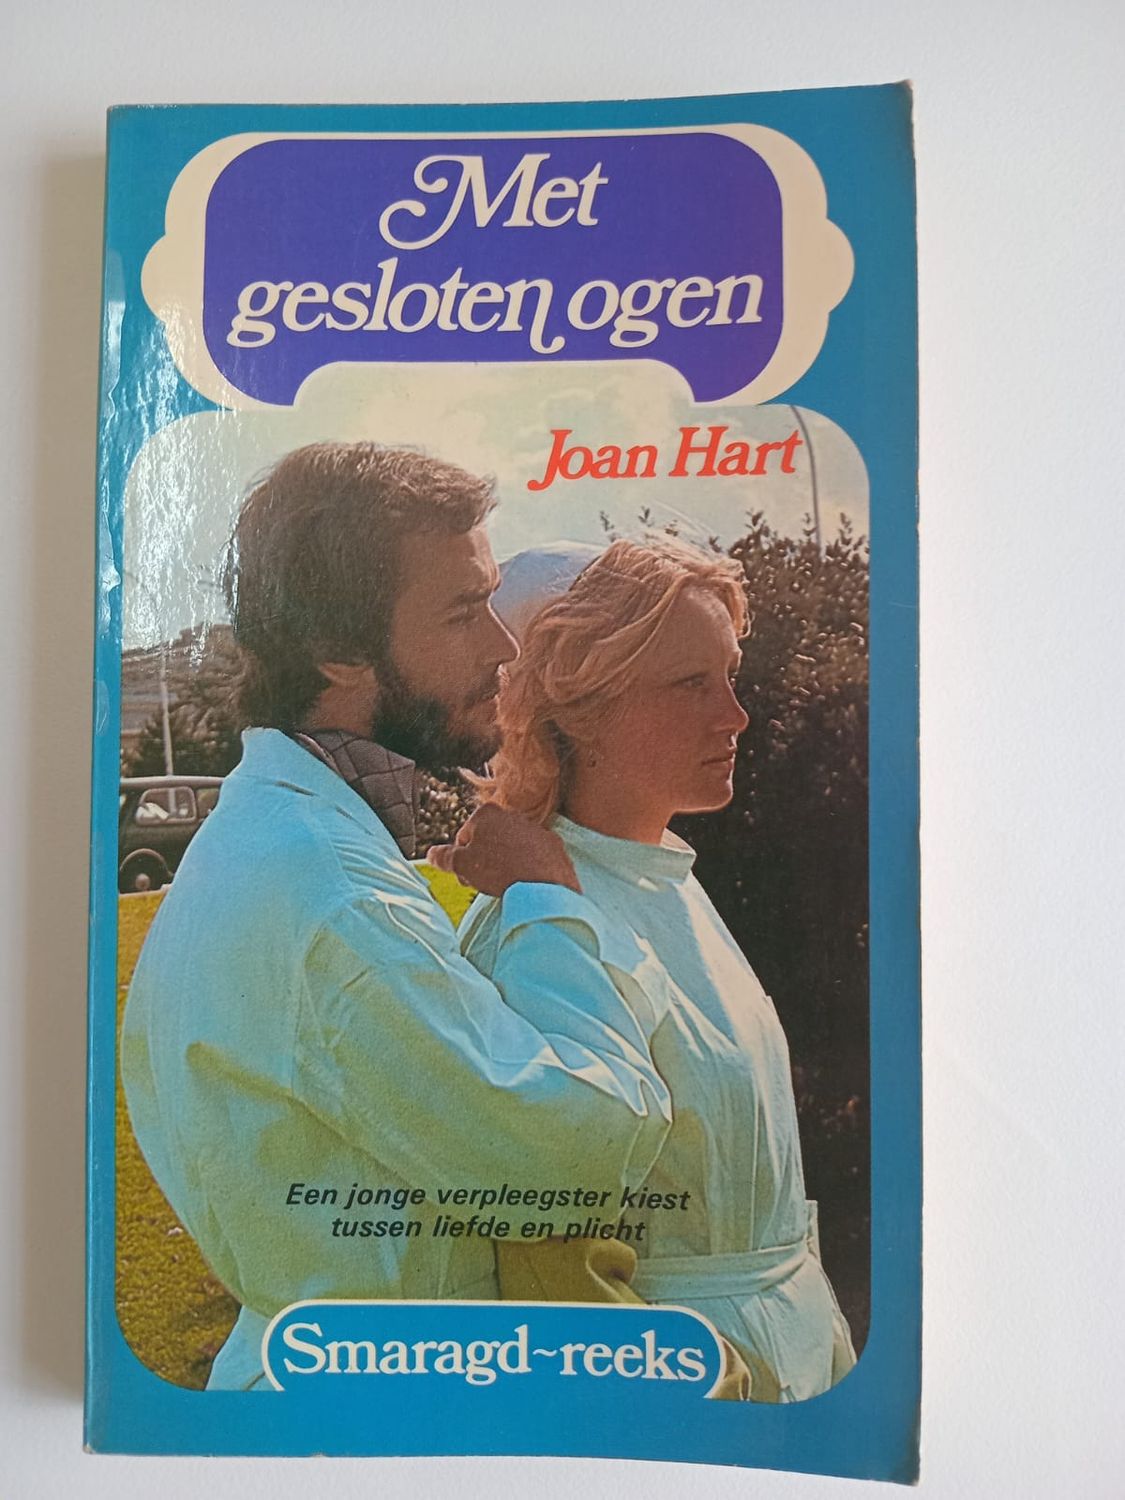 Met
gesloten ogen
Joan Hart
Een jonge verpleegster kiest
tussen liefde en plicht
Smaragd~reeks